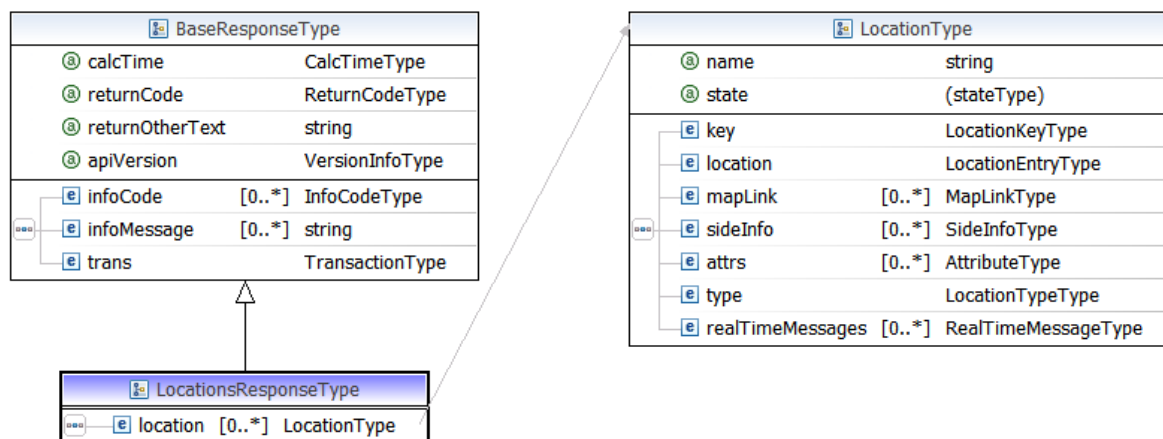 BaseResponseType
calcTime CalcTimeType
returnCode ReturnCodeType
returnOtherText string
apiVersion VersionInfoType
infoCode [0..*] InfoCodeType
infoMessage [0..*] string
trans TransactionType
LocationsResponseType
location [0..*] LocationType
LocationType
name string
state (stateType)
key LocationKeyType
location LocationEntryType
mapLink [0..*] MapLinkType
sideInfo [0..*] SideInfoType
attrs [0..*] AttributeType
type LocationTypeType
realTimeMessages [0..*] RealTimeMessageType